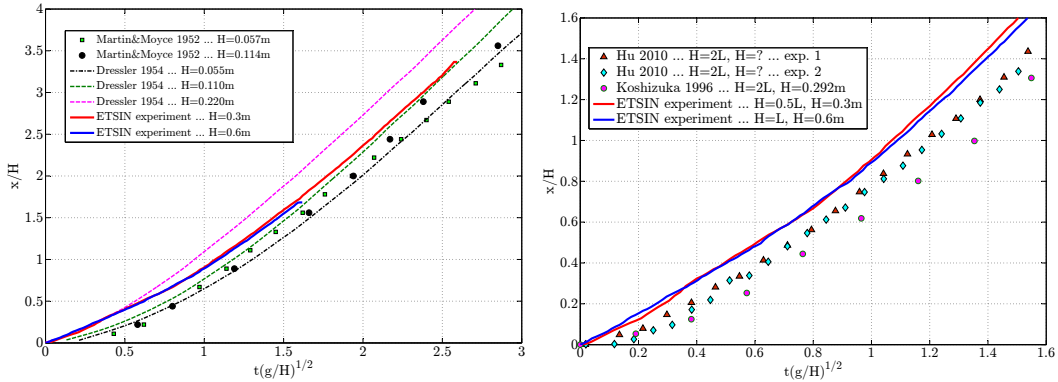 4
3.5
3
2.5
2
1.5
1
0.5
0
x/H
Martin&Moyce 1952 ... H=0.057m
Martin&Moyce 1952 ... H=0.114m
Dressler 1954 ... H=0.055m
Dressler 1954 ... H=0.110m
Dressler 1954 ... H=0.220m
ETSIN experiment ... H=0.3m
ETSIN experiment ... H=0.6m
0 0.5 1 1.5 2 2.5 3
t(g/H)^1/2
1.6
1.4
1.2
1
0.8
0.6
0.4
0.2
0
x/H
Hu 2010 ... H=2L, H=? ... exp. 1
Hu 2010 ... H=2L, H=? ... exp. 2
Koshizuka 1996 ... H=2L, H=0.292m
ETSIN experiment ... H=0.5L, H=0.3m
ETSIN experiment ... H=L, H=0.6m
0 0.2 0.4 0.6 0.8 1 1.2 1.4 1.6
t(g/H)^1/2